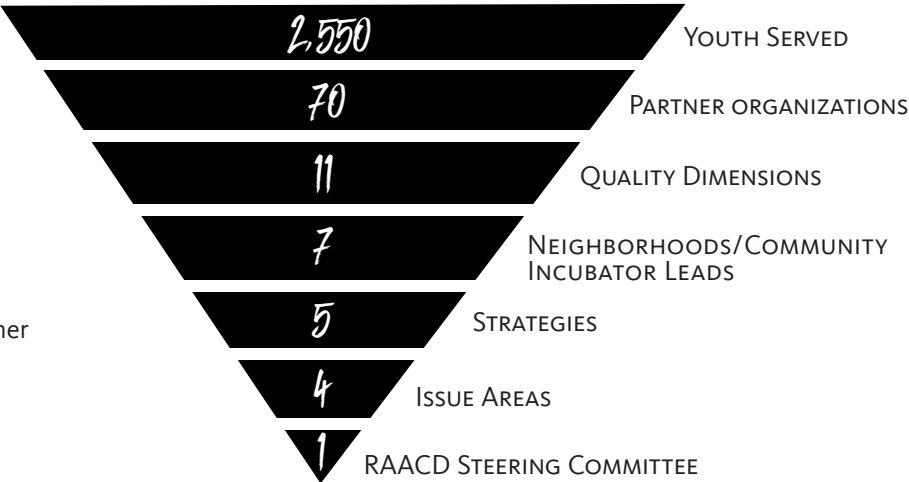 2,550 Youth Served
70 Partner organizations
11 Quality Dimensions
7 Neighborhoods/Community
Incubator Leads
5 Strategies
ner
4 Issue Areas
1 RAACD Steering Committee